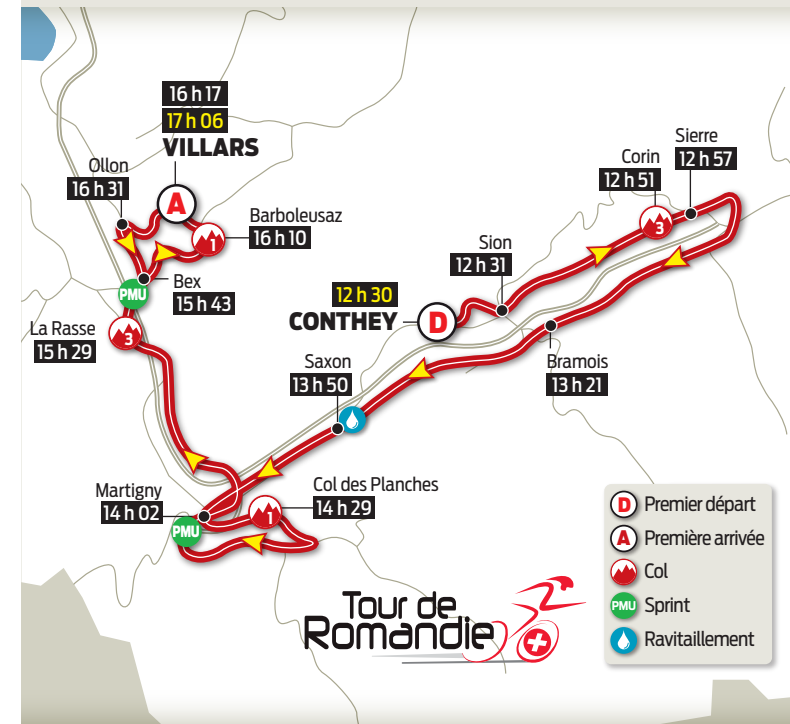 16 h 17
17 h 06
VILLARS
Ollon
16 h 31
A
1
Barboleusaz
16 h 10
Bex
15 h 43
PMU
La Rasse
15 h 29
3
12 h 30
CONTHEY
D
Sion
12 h 31
Corin
12 h 51
3
Sierre
12 h 57
Bramois
13 h 21
Saxon
13 h 50
Martigny
14 h 02
PMU
Col des Planches
14 h 29
1
Tour de
Romandie
D Premier départ
A Première arrivée
Col
PMU Sprint
Ravitaillement